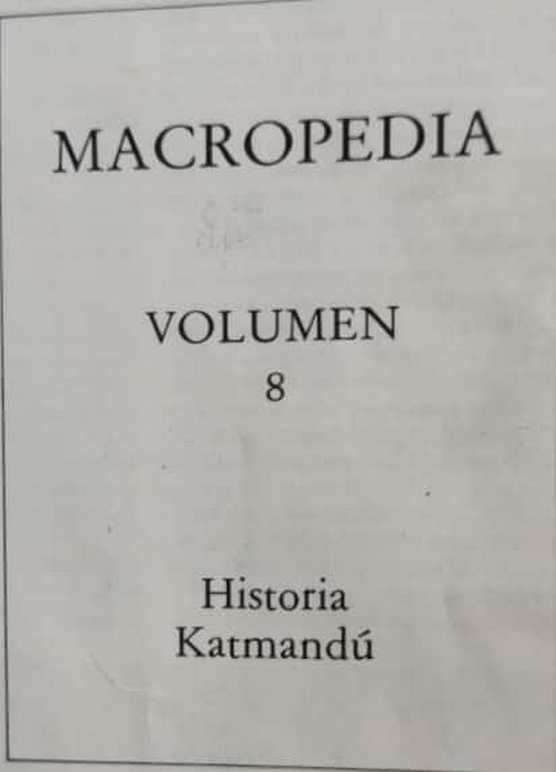 MACROPEDIA
VOLUMEN
8
Historia
Katmandú